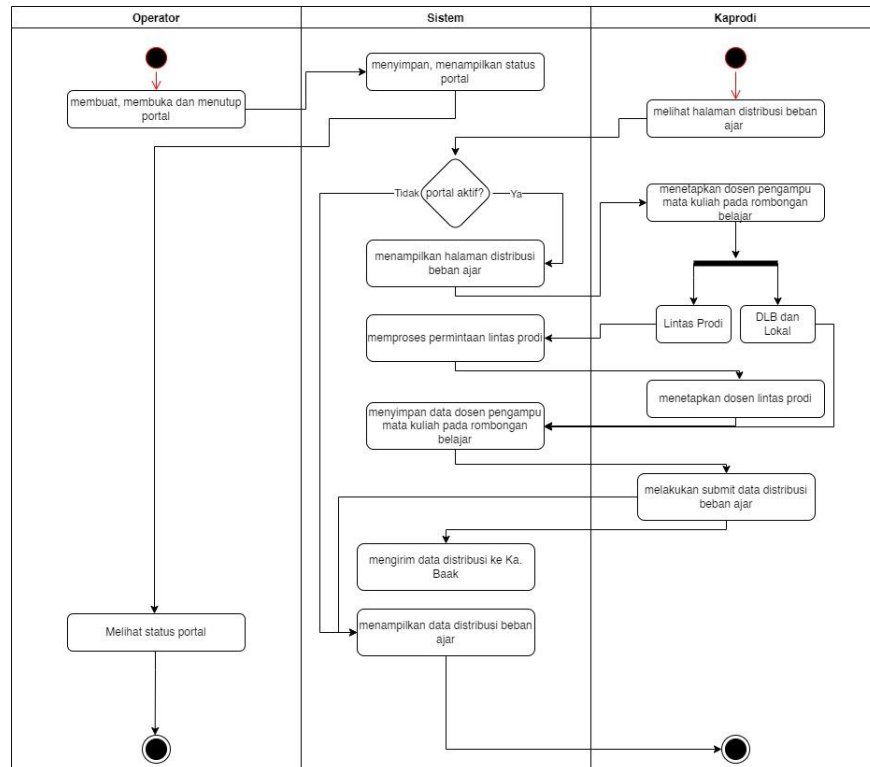 Operator
Sistem
Kaprodi
membuat, membuka dan menutup
portal
menyimpan, menampilkan status
portal
melihat halaman distribusi beban
ajar
Tidak
portal aktif?
Ya
menetapkan dosen pengampu
mata kuliah pada rombongan
belajar
menampilkan halaman distribusi
beban ajar
Lintas Prodi
DLB dan
Lokal
memproses permintaan lintas prodi
menetapkan dosen lintas prodi
menyimpan data dosen pengampu
mata kuliah pada rombongan
belajar
melakukan submit data distribusi
beban ajar
mengirim data distribusi ke Ka.
Baak
Melihat status portal
menampilkan data distribusi beban
ajar